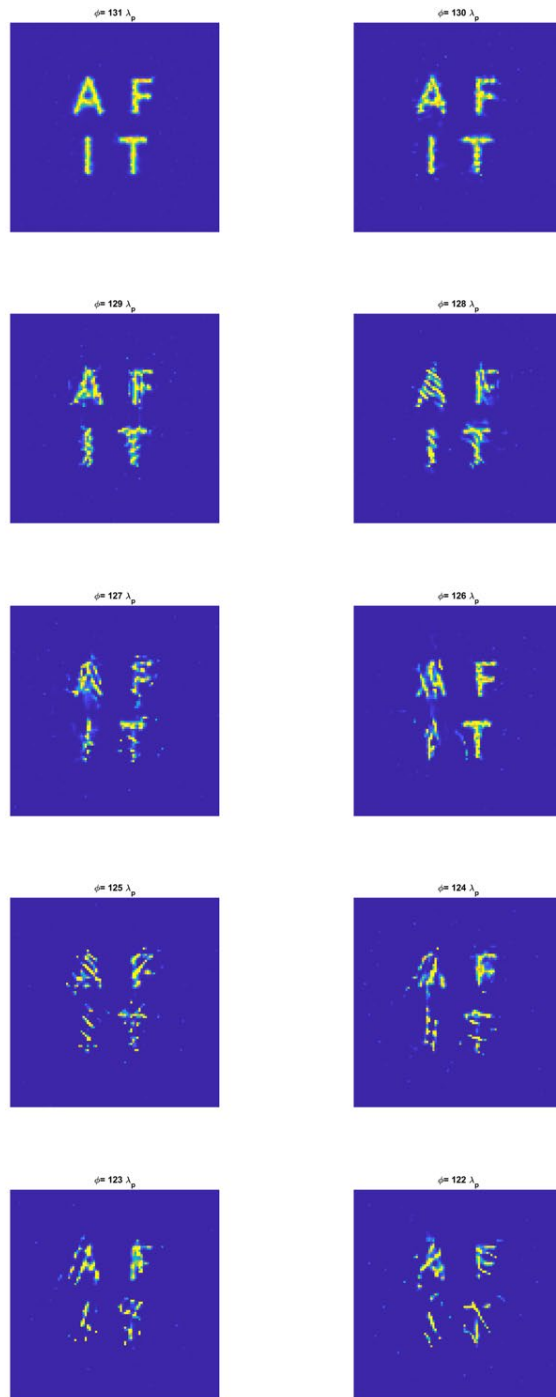 ϕ= 131 λp
ϕ= 130 λp
A F
A F
I T
I T
ϕ= 129 λp
ϕ= 128 λp
A F
A F
I T
I T
ϕ= 127 λp
ϕ= 126 λp
A F
A F
I T
I T
ϕ= 125 λp
ϕ= 124 λp
A F
A F
I T
I T
ϕ= 123 λp
ϕ= 122 λp
A F
A F